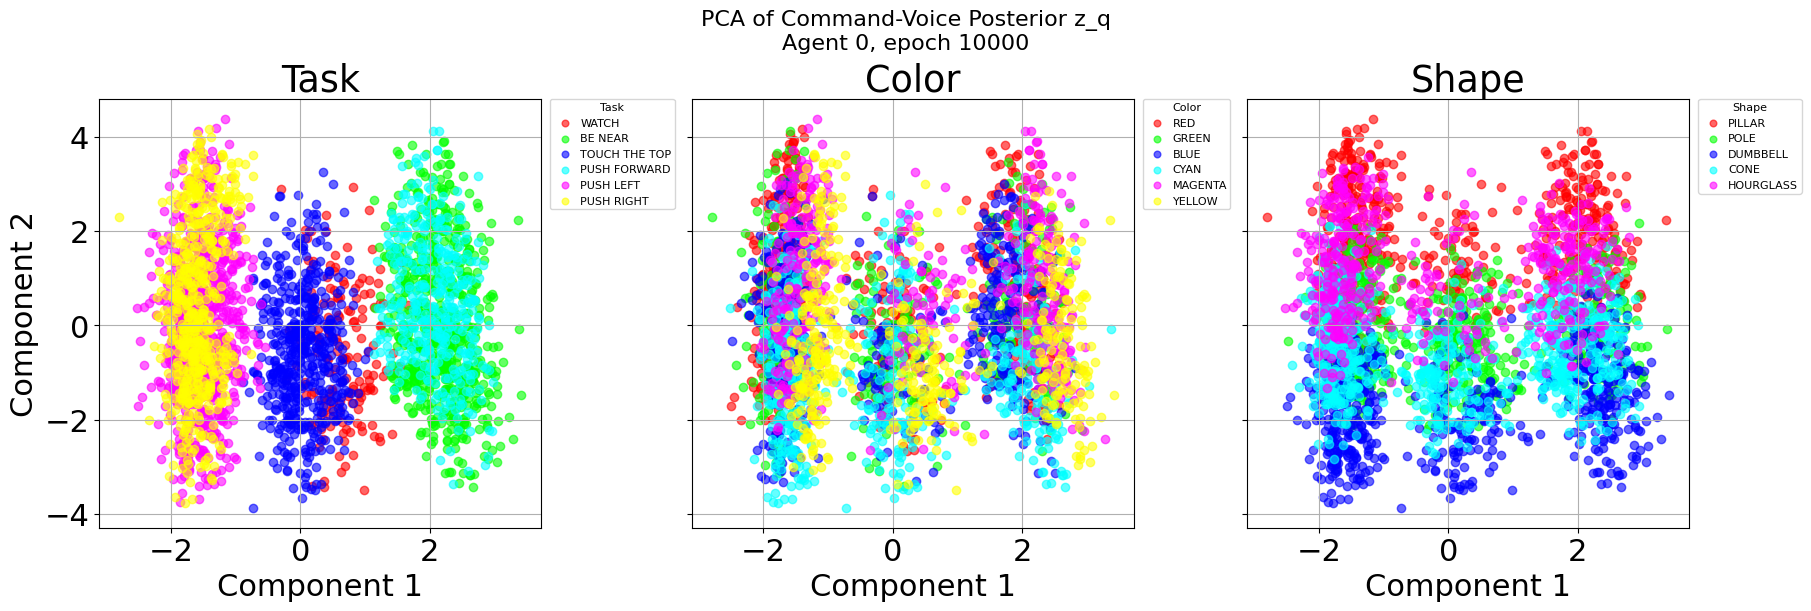 PCA of Command-Voice Posterior z_q
Agent 0, epoch 10000
Task
Component 2
4
2
0
−2
−4
−2 0 2
Component 1
Task
WATCH
BE NEAR
TOUCH THE TOP
PUSH FORWARD
PUSH LEFT
PUSH RIGHT
Color
−2 0 2
Component 1
Color
RED
GREEN
BLUE
CYAN
MAGENTA
YELLOW
Shape
−2 0 2
Component 1
Shape
PILLAR
POLE
DUMBBELL
CONE
HOURGLASS